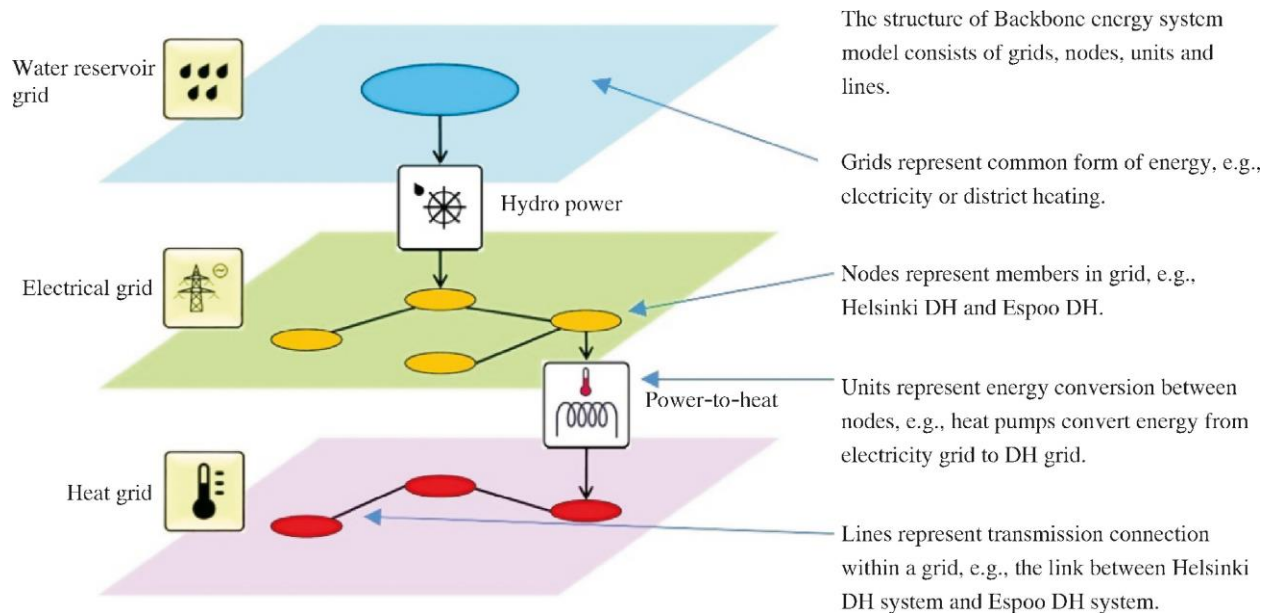 Water reservoir
grid
Hydro power
Electrical grid
Power-to-heat
Heat grid
The structure of Backbone energy system
model consists of grids, nodes, units and
lines.
Grids represent common form of energy, e.g.,
electricity or district heating.
Nodes represent members in grid, e.g.,
Helsinki DH and Espoo DH.
Units represent energy conversion between
nodes, e.g., heat pumps convert energy from
electricity grid to DH grid.
Lines represent transmission connection
within a grid, e.g., the link between Helsinki
DH system and Espoo DH system.